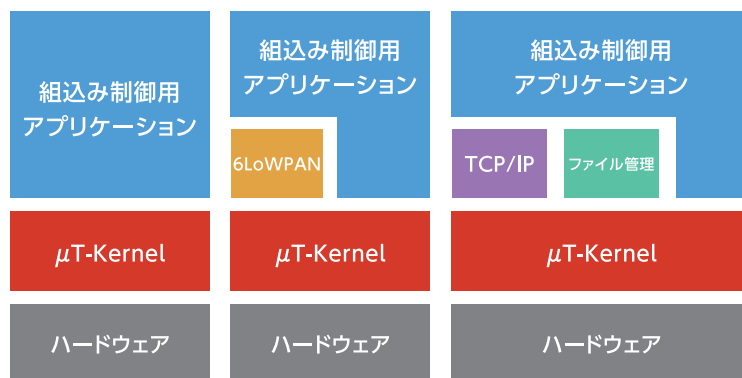 組込み制御用
アプリケーション
組込み制御用
アプリケーション
組込み制御用
アプリケーション
6LoWPAN
TCP/IP
ファイル管理
μT-Kernel
μT-Kernel
μT-Kernel
ハードウェア
ハードウェア
ハードウェア